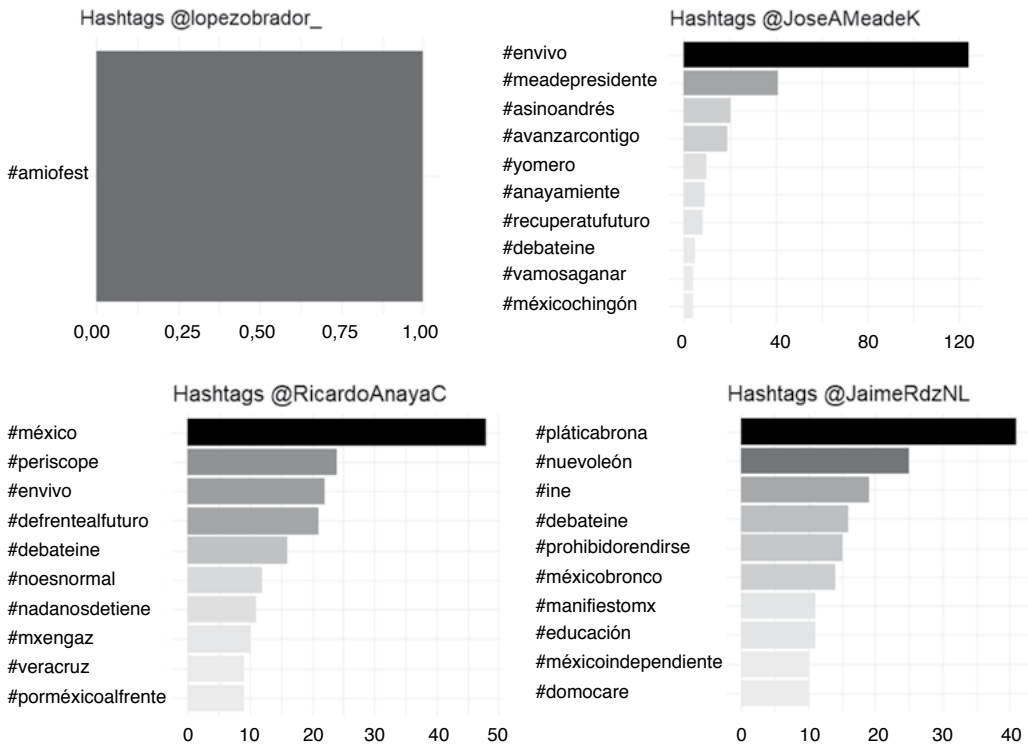 Hashtags @lopezobrador_
#amiofest
0,00 0,25 0,50 0,75 1,00
Hashtags @JoseAMeadeK
#envivo
#meadepresidente
#asinoandrés
#avanzarcontigo
#yomero
#anayamiente
#recuperatufuturo
#debateine
#vamosaganar
#méxicochingón
0 40 80 120
Hashtags @RicardoAnayaC
#méxico
#periscope
#envivo
#defrentealfuturo
#debateine
#noesnormal
#nadanosdetiene
#mxengaz
#veracruz
#porméxicoalfrente
0 10 20 30 40 50
Hashtags @JaimeRdzNL
#pláticabrona
#nuevoleón
#ine
#debateine
#prohibidorendirse
#méxicobronco
#manifiestomx
#educación
#méxicoindependiente
#domocare
0 10 20 30 40